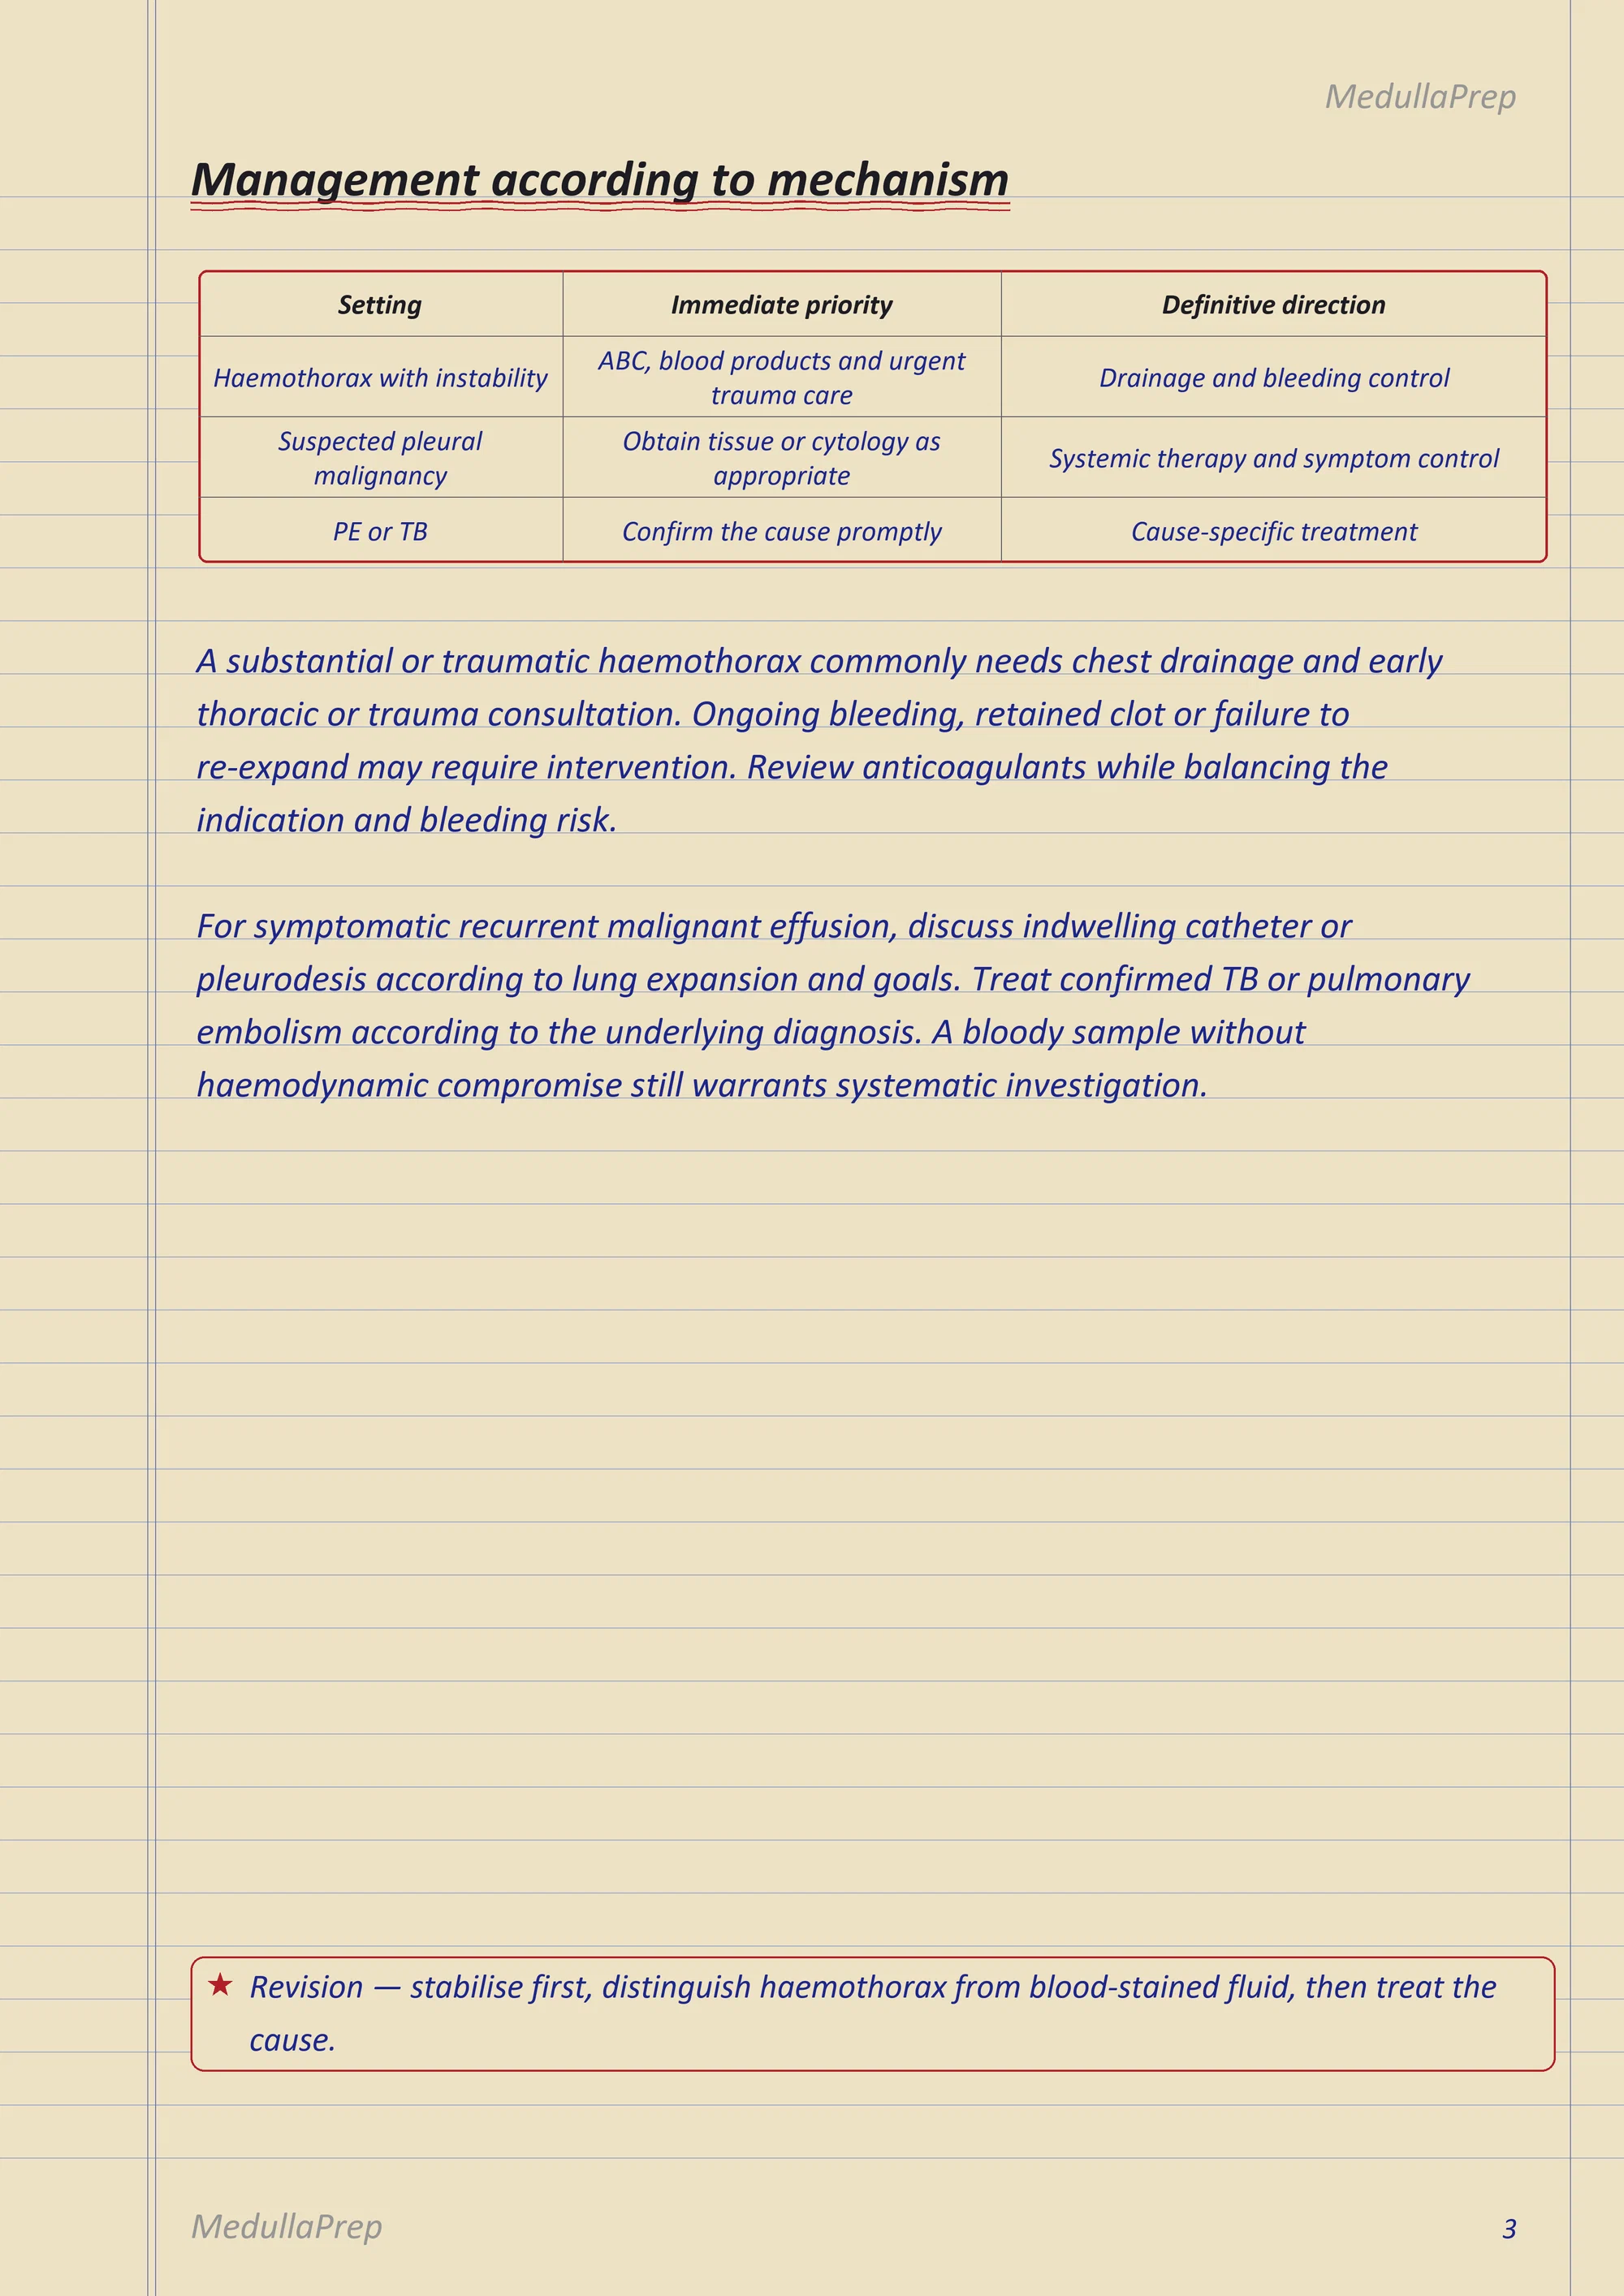 MedullaPrep
Management according to mechanism
Setting Immediate priority Definitive direction
Haemothorax with instability ABC, blood products and urgent trauma care Drainage and bleeding control
Suspected pleural malignancy Obtain tissue or cytology as appropriate Systemic therapy and symptom control
PE or TB Confirm the cause promptly Cause-specific treatment
A substantial or traumatic haemothorax commonly needs chest drainage and early
thoracic or trauma consultation. Ongoing bleeding, retained clot or failure to
re-expand may require intervention. Review anticoagulants while balancing the
indication and bleeding risk.
For symptomatic recurrent malignant effusion, discuss indwelling catheter or
pleurodesis according to lung expansion and goals. Treat confirmed TB or pulmonary
embolism according to the underlying diagnosis. A bloody sample without
haemodynamic compromise still warrants systematic investigation.
★ Revision — stabilise first, distinguish haemothorax from blood-stained fluid, then treat the
cause.
MedullaPrep 3